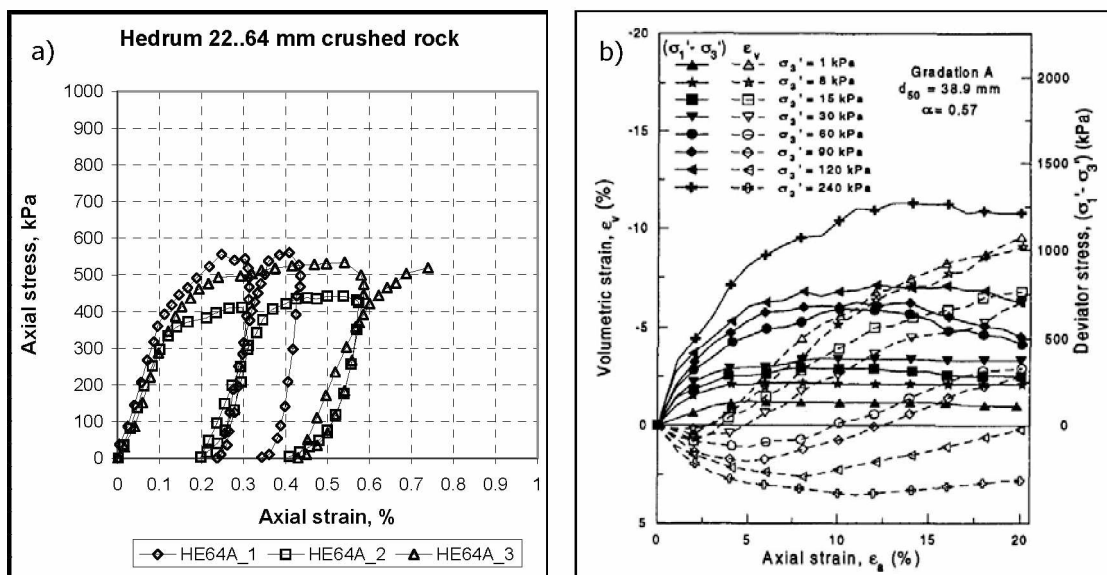 a)
Hedrum 22..64 mm crushed rock
Axial stress, kPa
1000
900
800
700
600
500
400
300
200
100
0
0 0.1 0.2 0.3 0.4 0.5 0.6 0.7 0.8 0.9 1
Axial strain, %
HE64A_1 HE64A_2 HE64A_3
b)
Volumetric strain, εv (%)
-20
-15
-10
-5
0
5
(σ1'- σ3') εv
σ3' = 1 kPa
σ3' = 8 kPa
σ3' = 15 kPa
σ3' = 30 kPa
σ3' = 60 kPa
σ3' = 90 kPa
σ3' = 120 kPa
σ3' = 240 kPa
Gradation A
d50 = 38.9 mm
α= 0.57
2000
1500
1000
500
0
Deviator stress, (σ1'- σ3') (kPa)
0 5 10 15 20
Axial strain, εa (%)